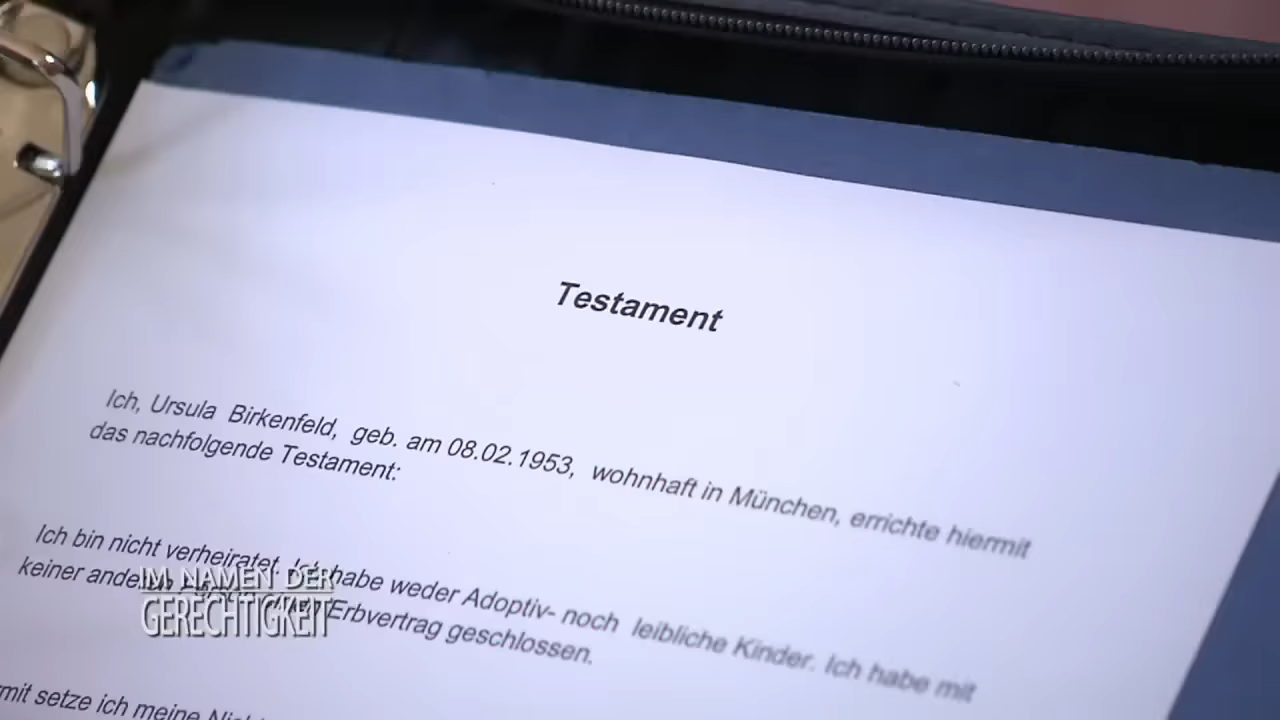 Testament
Ich, Ursula Birkenfeld, geb. am 08.02.1953, wohnhaft in München, errichte hiermit
das nachfolgende Testament:
Ich bin nicht verheiratet. Ich habe weder Adoptiv- noch leibliche Kinder. Ich habe mit
keiner anderen Erbvertrag geschlossen.
setze ich meine
IM NAMEN DER
GERECHTIGKEIT